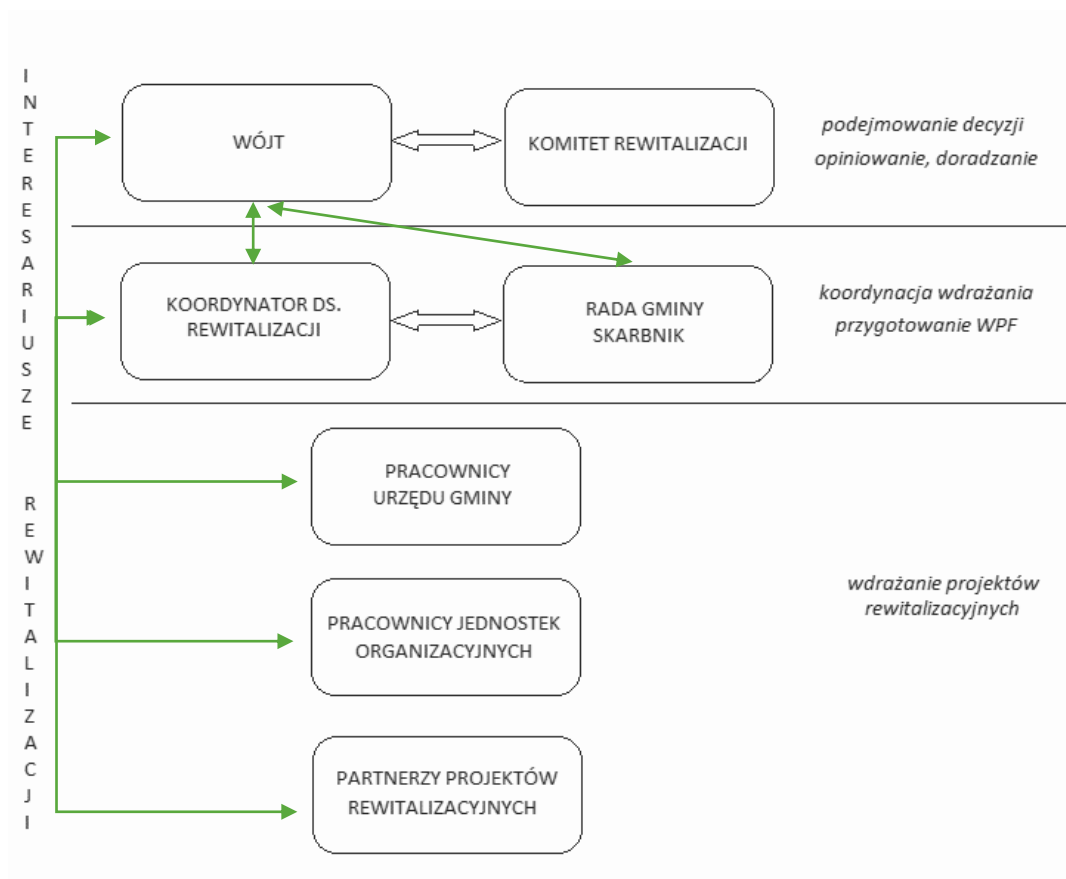 INTERESARIUSZE REWITALIZACJI
WÓJT
KOMITET REWITALIZACJI
podejmowanie decyzji
opiniowanie, doradzanie
KOORDYNATOR DS.
REWITALIZACJI
RADA GMINY
SKARBNIK
koordynacja wdrażania
przygotowanie WPF
PRACOWNICY
URZĘDU GMINY
PRACOWNICY JEDNOSTEK
ORGANIZACYJNYCH
wdrażanie projektów
rewitalizacyjnych
PARTNERZY PROJEKTÓW
REWITALIZACYJNYCH